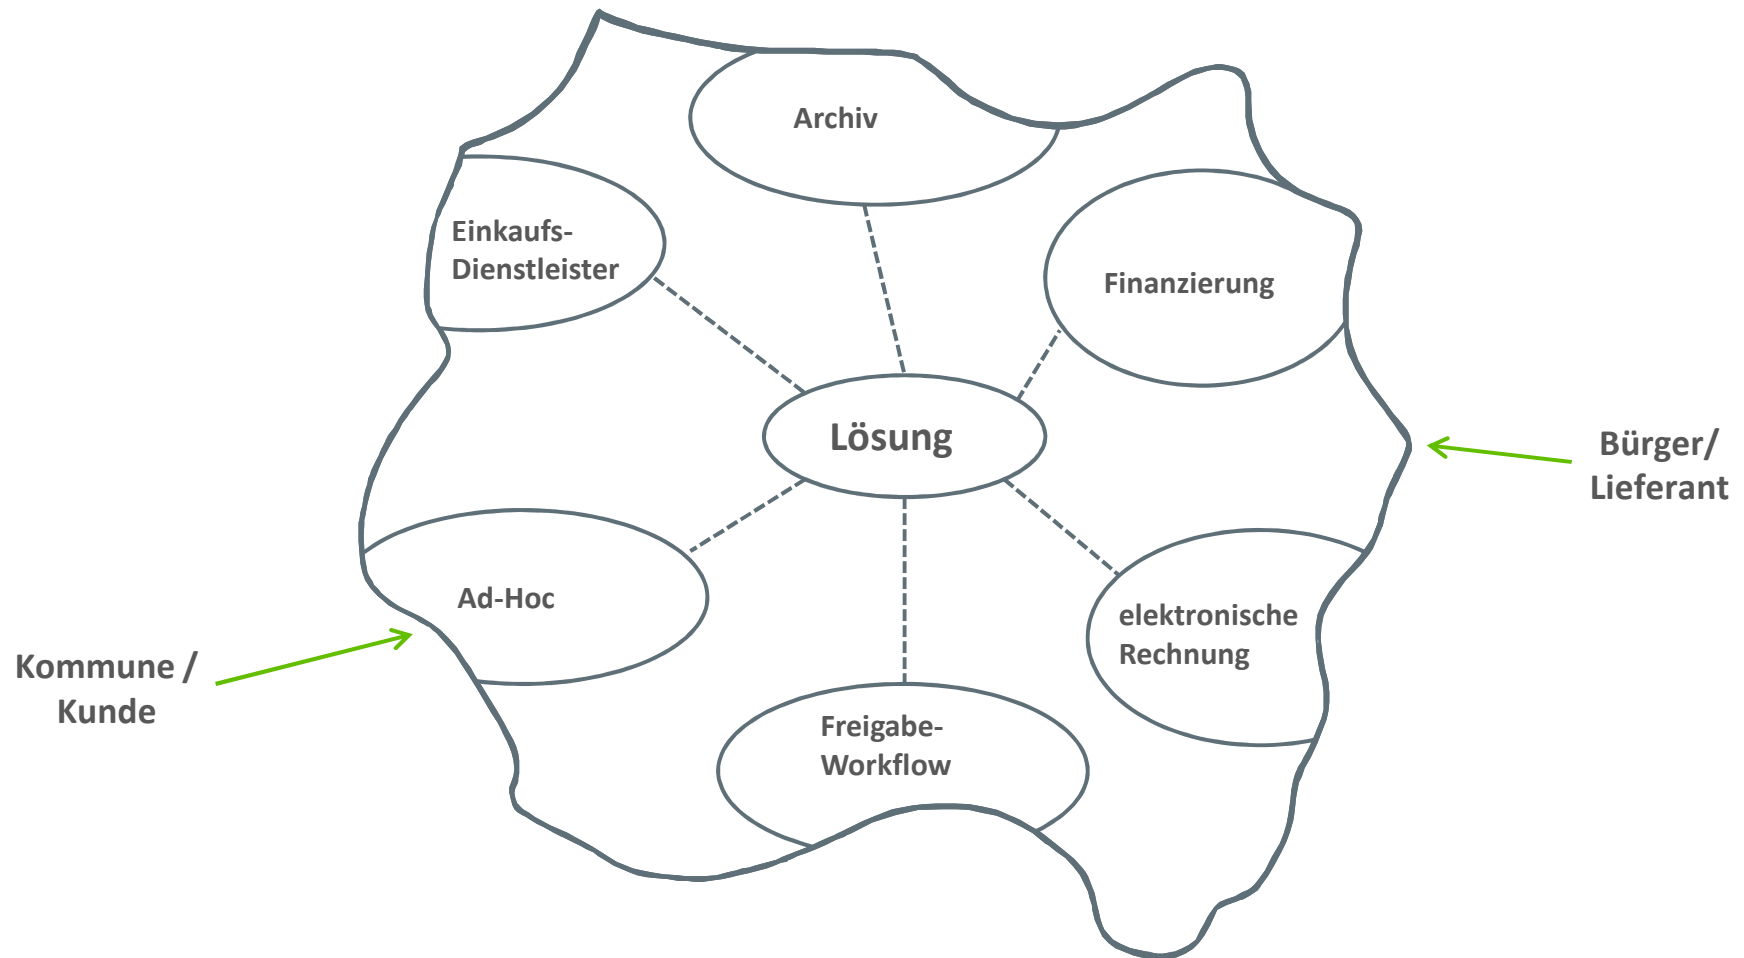 Archiv
Einkaufs-
Dienstleister
Finanzierung
Lösung
Bürger/
Lieferant
Ad-Hoc
elektronische
Rechnung
Kommune /
Kunde
Freigabe-
Workflow